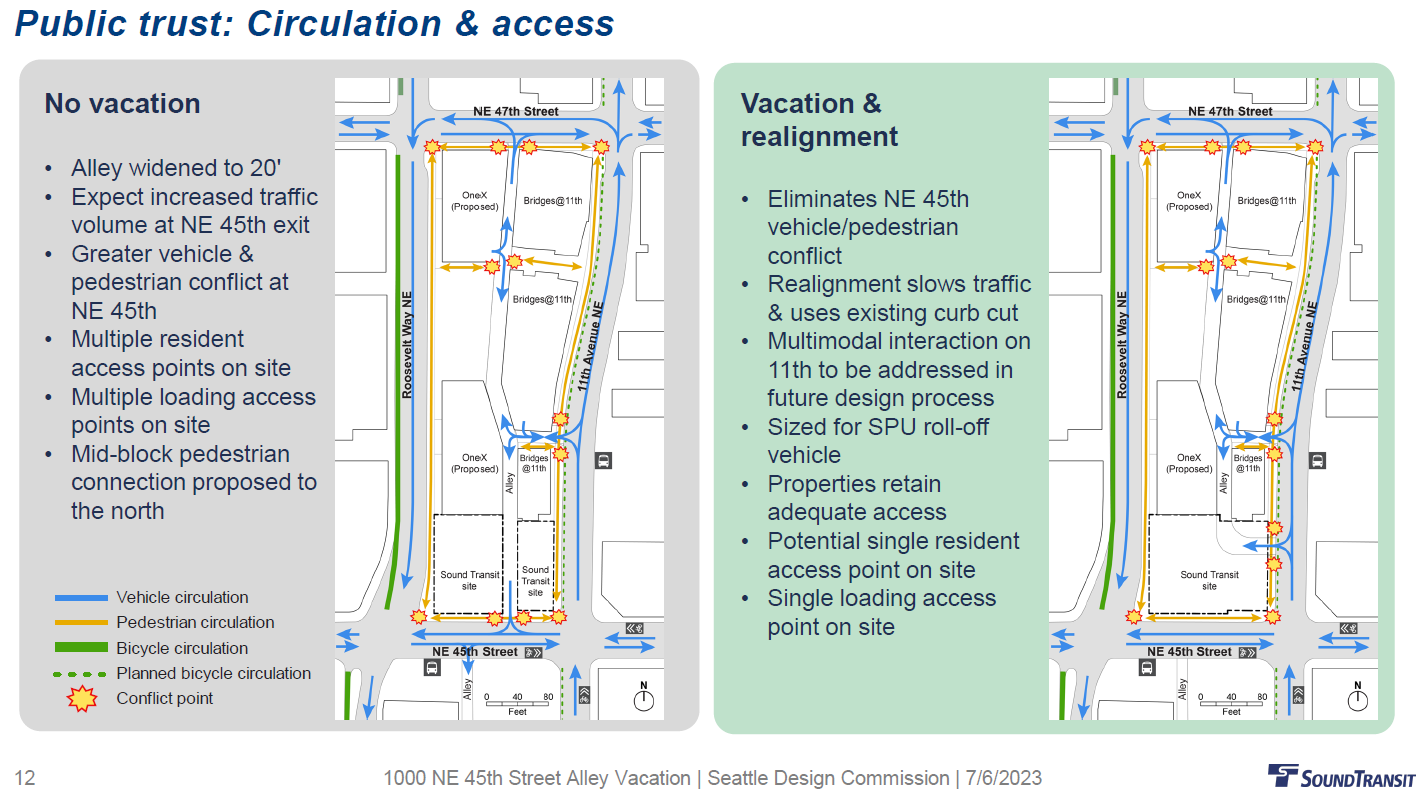 Public trust: Circulation & access
No vacation
• Alley widened to 20'
• Expect increased traffic
volume at NE 45th exit
• Greater vehicle &
pedestrian conflict at
NE 45th
• Multiple resident
access points on site
• Multiple loading access
points on site
• Mid-block pedestrian
connection proposed to
the north
Vehicle circulation
Pedestrian circulation
Bicycle circulation
Planned bicycle circulation
Conflict point
NE 47th Street
OneX
(Proposed)
Bridges@11th
Bridges@11th
Roosevelt Way NE
11th Avenue NE
OneX
(Proposed)
Alley
Bridges
@11th
Sound Transit
site
Sound
Transit
site
NE 45th Street
Alley
0 40 80
Feet
N
Vacation &
realignment
• Eliminates NE 45th
vehicle/pedestrian
conflict
• Realignment slows traffic
& uses existing curb cut
• Multimodal interaction on
11th to be addressed in
future design process
• Sized for SPU roll-off
vehicle
• Properties retain
adequate access
• Potential single resident
access point on site
• Single loading access
point on site
NE 47th Street
OneX
(Proposed)
Bridges@11th
Bridges@11th
Roosevelt Way NE
11th Avenue NE
OneX
(Proposed)
Alley
Bridges
@11th
Sound Transit
site
NE 45th Street
Alley
0 40 80
Feet
N
12
1000 NE 45th Street Alley Vacation | Seattle Design Commission | 7/6/2023
SOUNDTRANSIT